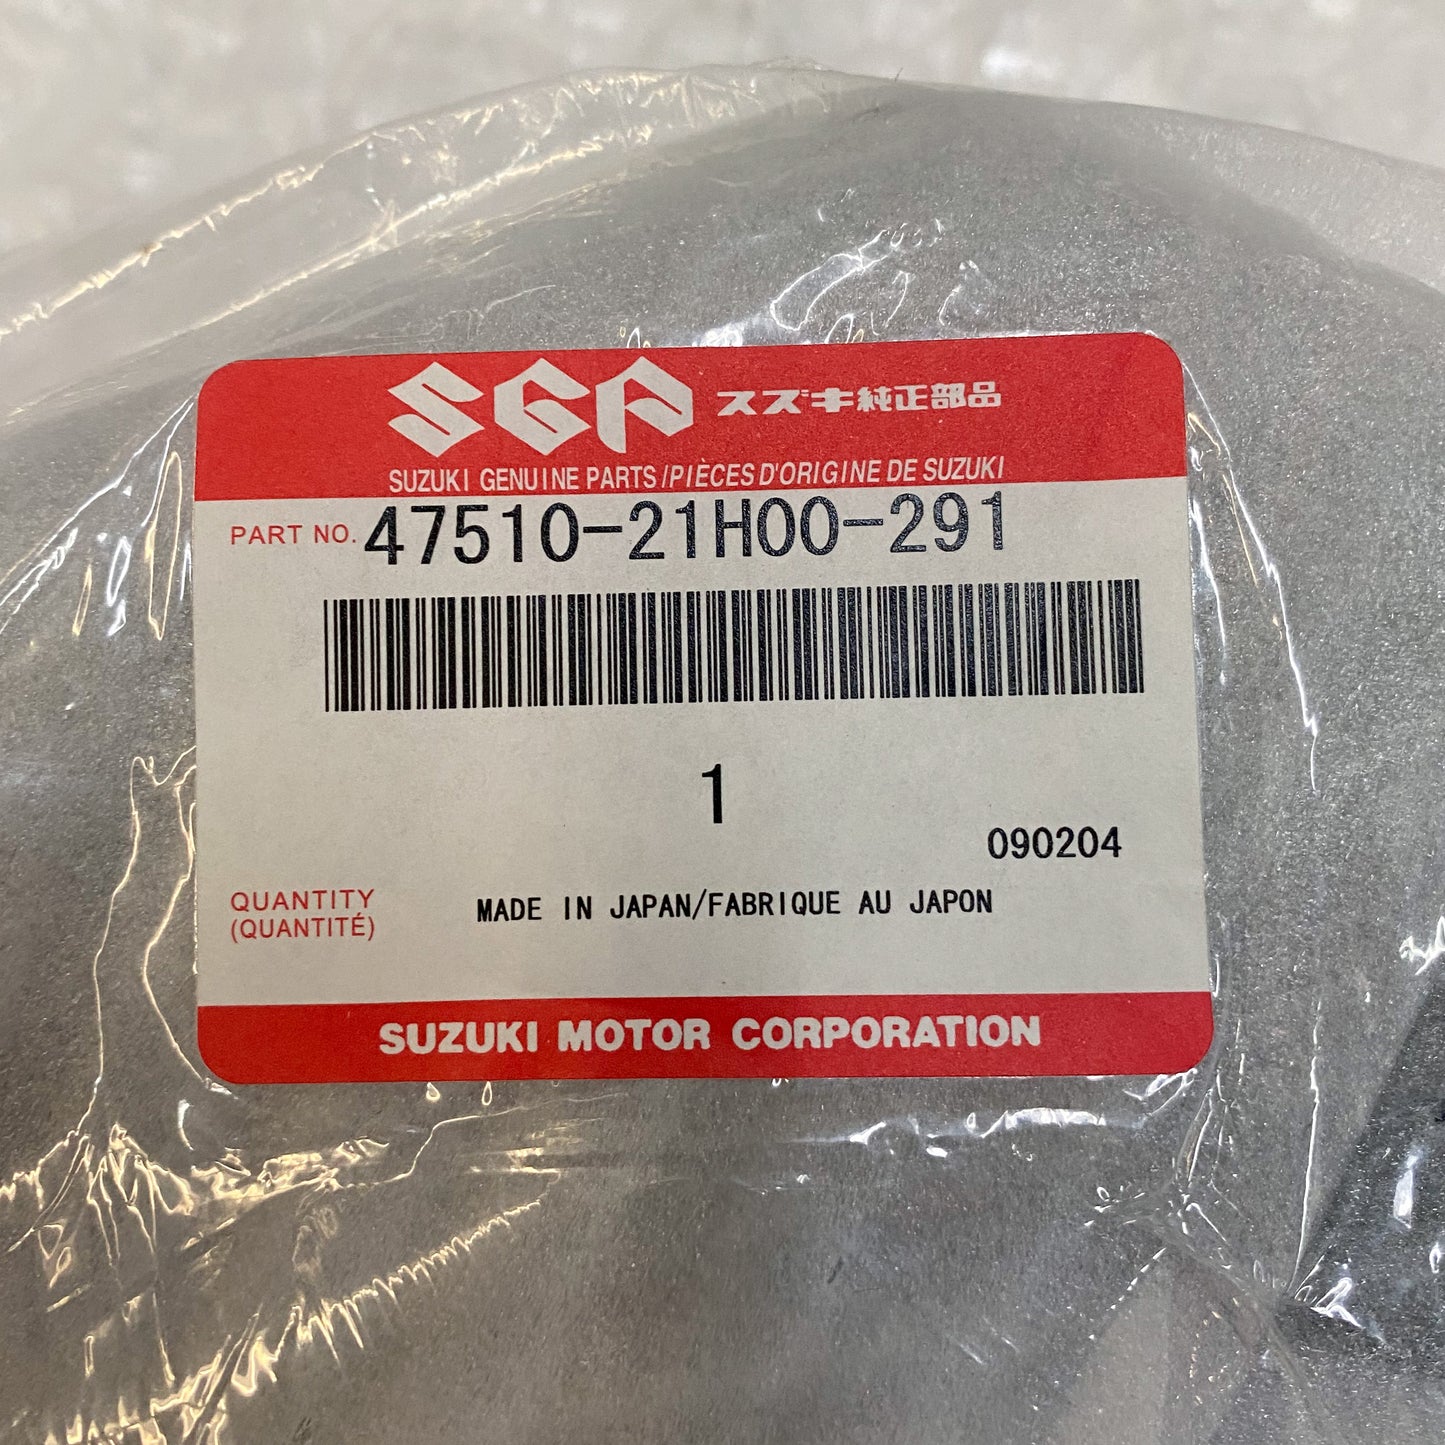 SGP スズキ純正部品
SUZUKI GENUINE PARTS/PIÈCES D'ORIGINE DE SUZUKI
PART NO. 47510-21H00-291
1
090204
QUANTITY
(QUANTITÉ)
MADE IN JAPAN/FABRIQUE AU JAPON
SUZUKI MOTOR CORPORATION